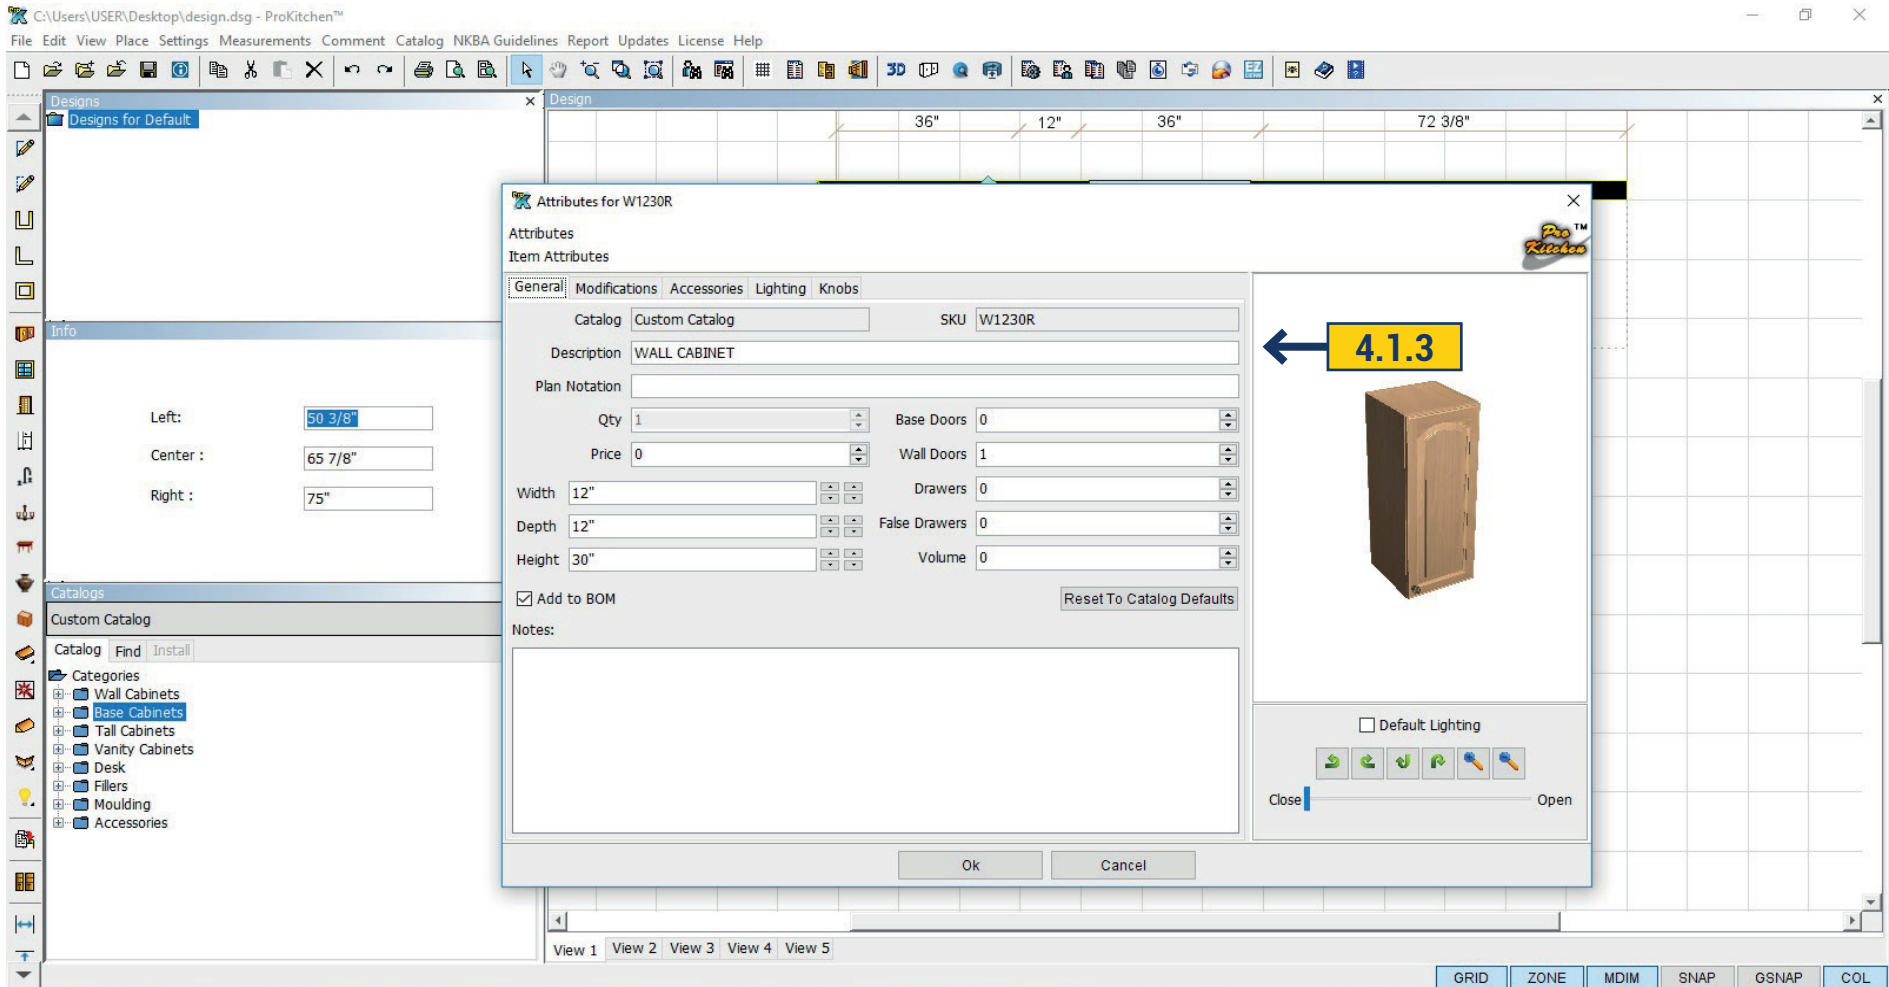 C:\Users\USER\Desktop\design.dsg - ProKitchen™
File Edit View Place Settings Measurements Comment Catalog NKBA Guidelines Report Updates License Help
3D
EZ
Designs
Designs for Default
Design
36" 12" 36" 72 3/8"
Info
Left: 50 3/8"
Center : 65 7/8"
Right : 75"
Catalogs
Custom Catalog
Catalog Find Install
Categories
Wall Cabinets
Base Cabinets
Tall Cabinets
Vanity Cabinets
Desk
Fillers
Moulding
Accessories
Attributes for W1230R
Attributes
Item Attributes
Pro Kitchen™
General Modifications Accessories Lighting Knobs
Catalog Custom Catalog SKU W1230R
Description WALL CABINET
Plan Notation
Qty 1 Base Doors 0
Price 0 Wall Doors 1
Width 12" Drawers 0
Depth 12" False Drawers 0
Height 30" Volume 0
Add to BOM Reset To Catalog Defaults
Notes:
4.1.3
Default Lighting
Close Open
Ok Cancel
View 1 View 2 View 3 View 4 View 5
GRID ZONE MDIM SNAP GSNAP COL